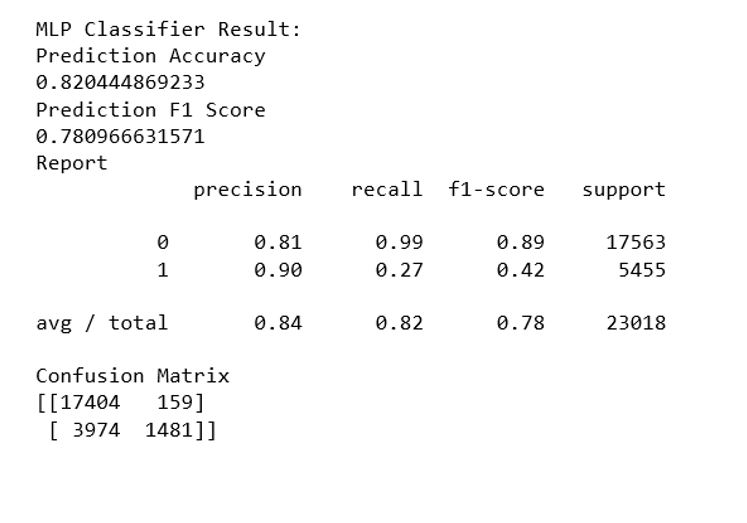 MLP Classifier Result:
Prediction Accuracy
0.820444869233
Prediction F1 Score
0.780966631571
Report
precision recall f1-score support
0 0.81 0.99 0.89 17563
1 0.90 0.27 0.42 5455
avg / total 0.84 0.82 0.78 23018
Confusion Matrix
[[17404 159]
[ 3974 1481]]